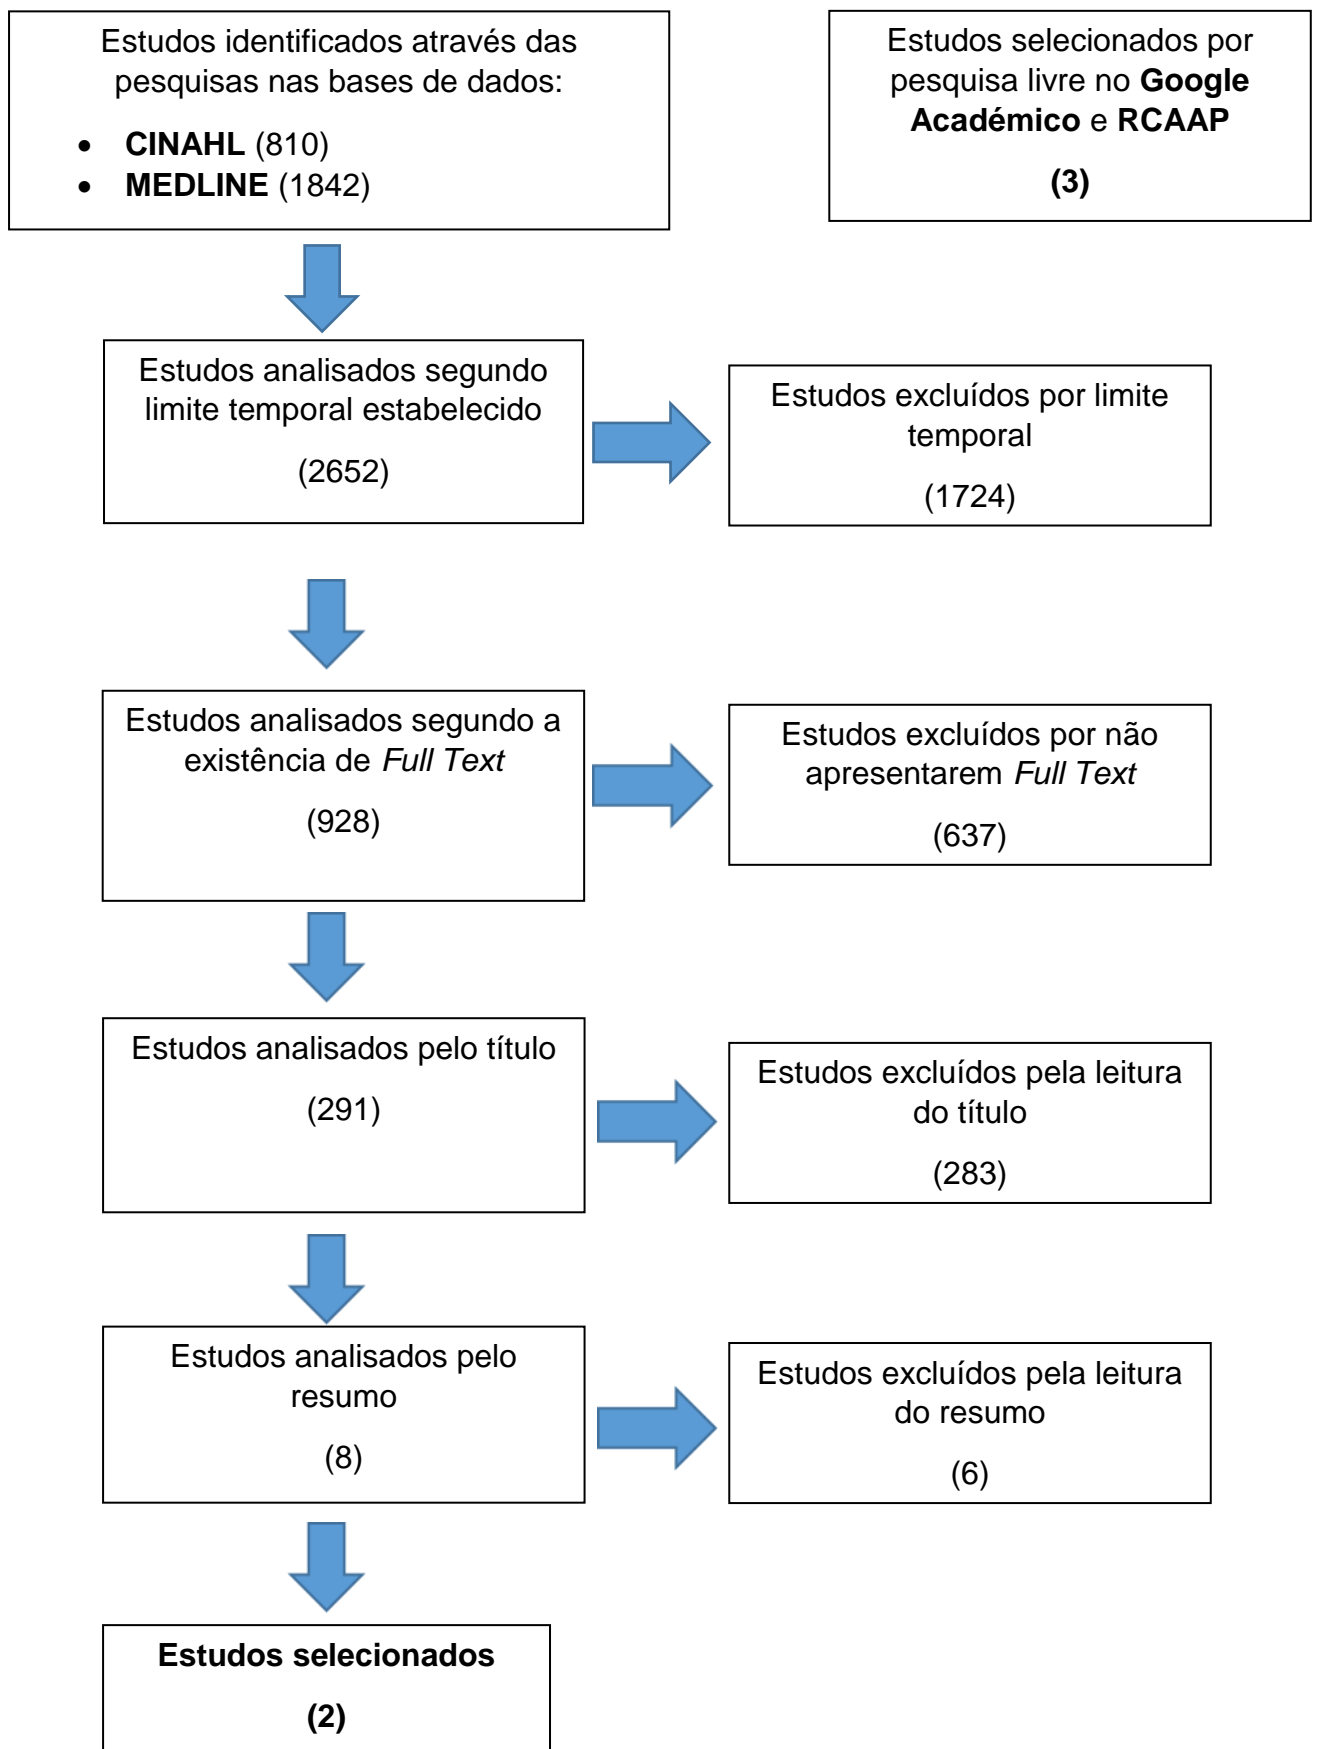 Estudos identificados através das
pesquisas nas bases de dados:
• CINAHL (810)
• MEDLINE (1842)
Estudos selecionados por
pesquisa livre no Google
Académico e RCAAP
(3)
Estudos analisados segundo
limite temporal estabelecido
(2652)
Estudos excluídos por limite
temporal
(1724)
Estudos analisados segundo a
existência de Full Text
(928)
Estudos excluídos por não
apresentarem Full Text
(637)
Estudos analisados pelo título
(291)
Estudos excluídos pela leitura
do título
(283)
Estudos analisados pelo
resumo
(8)
Estudos excluídos pela leitura
do resumo
(6)
Estudos selecionados
(2)